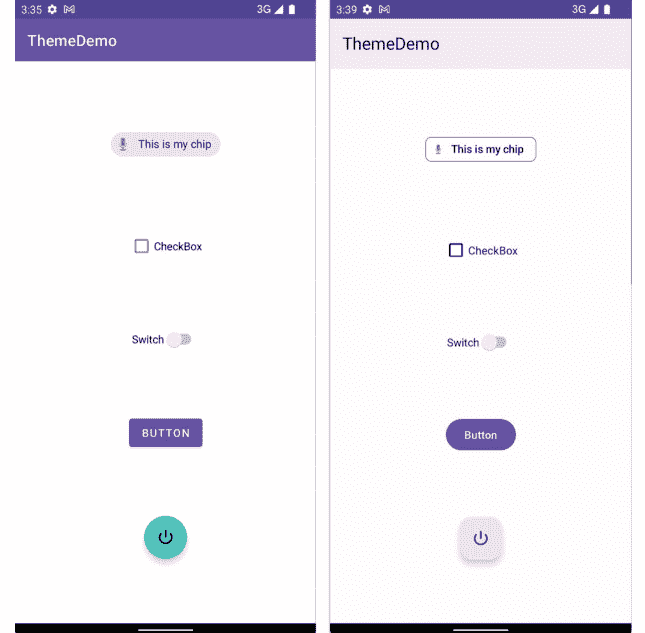 3:35 3G
ThemeDemo
This is my chip
CheckBox
Switch
BUTTON
3:39 3G
ThemeDemo
This is my chip
CheckBox
Switch
Button